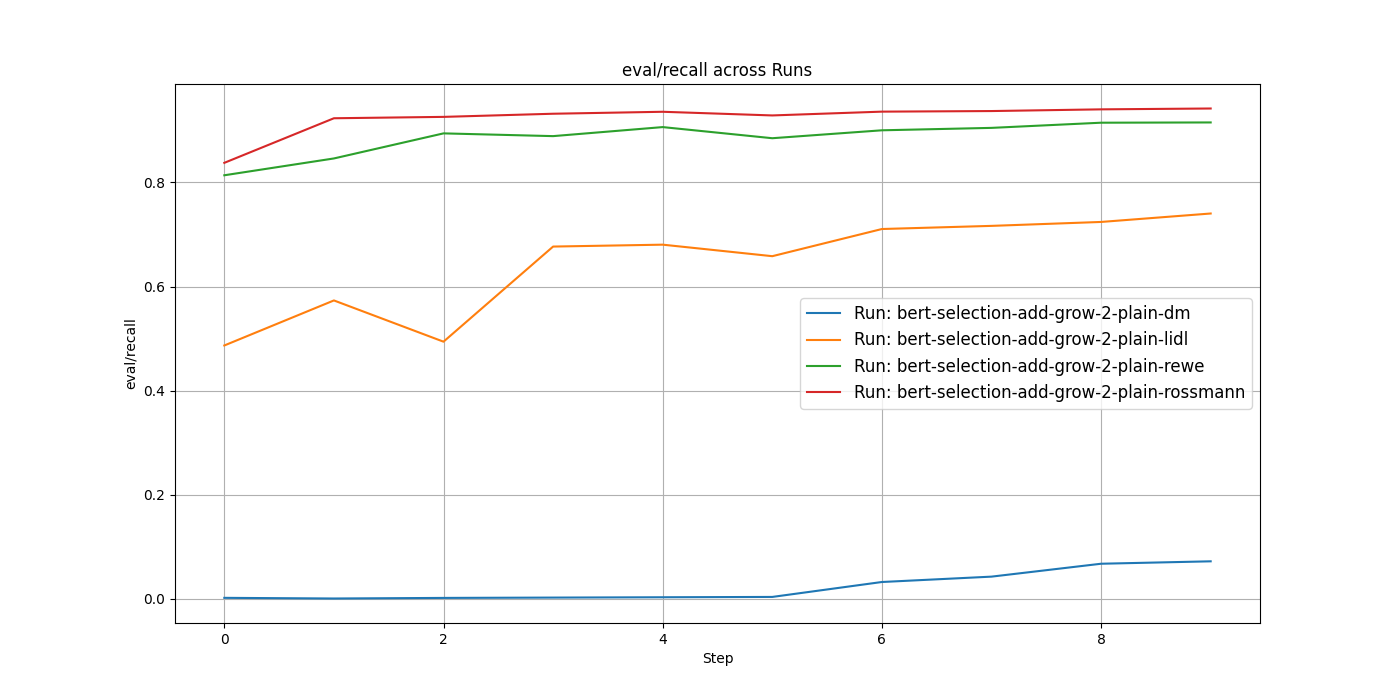 eval/recall across Runs
eval/recall
0.8
0.6
0.4
0.2
0.0
Run: bert-selection-add-grow-2-plain-dm
Run: bert-selection-add-grow-2-plain-lidl
Run: bert-selection-add-grow-2-plain-rewe
Run: bert-selection-add-grow-2-plain-rossmann
0 2 4 6 8
Step